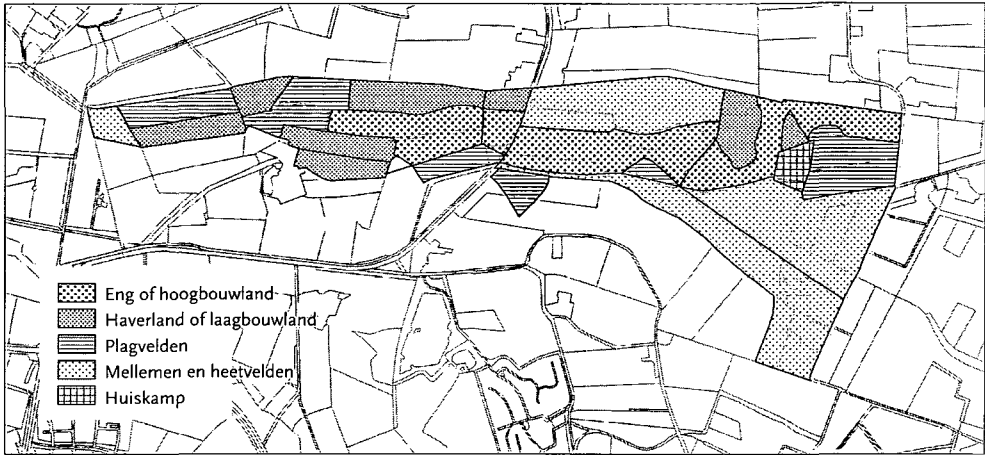 Eng of hoogbouwland
Haverland of laagbouwland
Plagvelden
Mellemen en heetvelden
Huiskamp